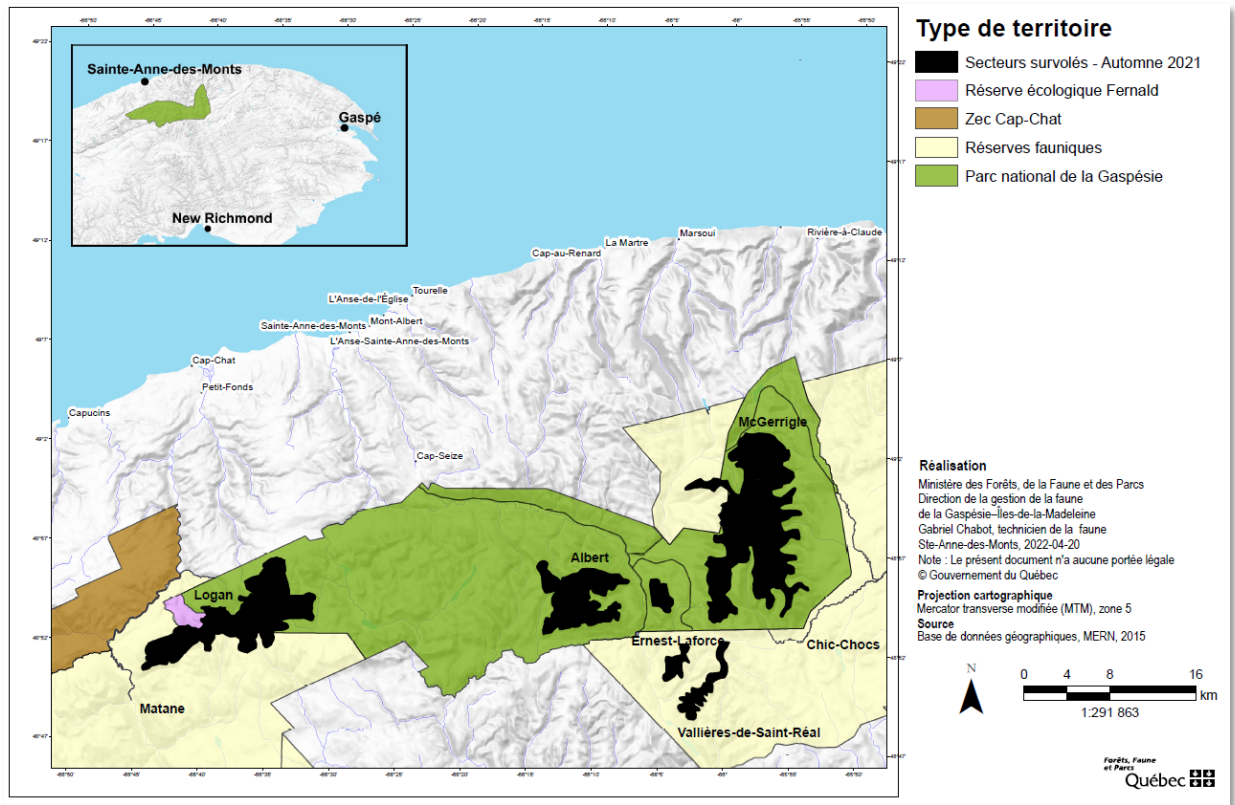 Type de territoire
Secteurs survolés - Automne 2021
Réserve écologique Fernald
Zec Cap-Chat
Réserves fauniques
Parc national de la Gaspésie
Sainte-Anne-des-Monts
Gaspé
New Richmond
Rivière-à-Claude
Marsoui
La Martre
Cap-au-Renard
Tourelle
L'Anse-de-l'Église
Mont-Albert
Sainte-Anne-des-Monts
L'Anse-Sainte-Anne-des-Monts
Cap-Chat
Petit-Fonds
Capucins
Cap-Seize
McGerrigle
Albert
Logan
Ernest-Laforce
Chic-Chocs
Matane
Vallières-de-Saint-Réal
Réalisation
Ministère des Forêts, de la Faune et des Parcs
Direction de la gestion de la faune
de la Gaspésie–Îles-de-la-Madeleine
Gabriel Chabot, technicien de la faune
Ste-Anne-des-Monts, 2022-04-20
Note : Le présent document n'a aucune portée légale
© Gouvernement du Québec
Projection cartographique
Mercator transverse modifiée (MTM), zone 5
Source
Base de données géographiques, MERN, 2015
N
0 4 8 16
km
1:291 863
Forêts, Faune
et Parcs
Québec